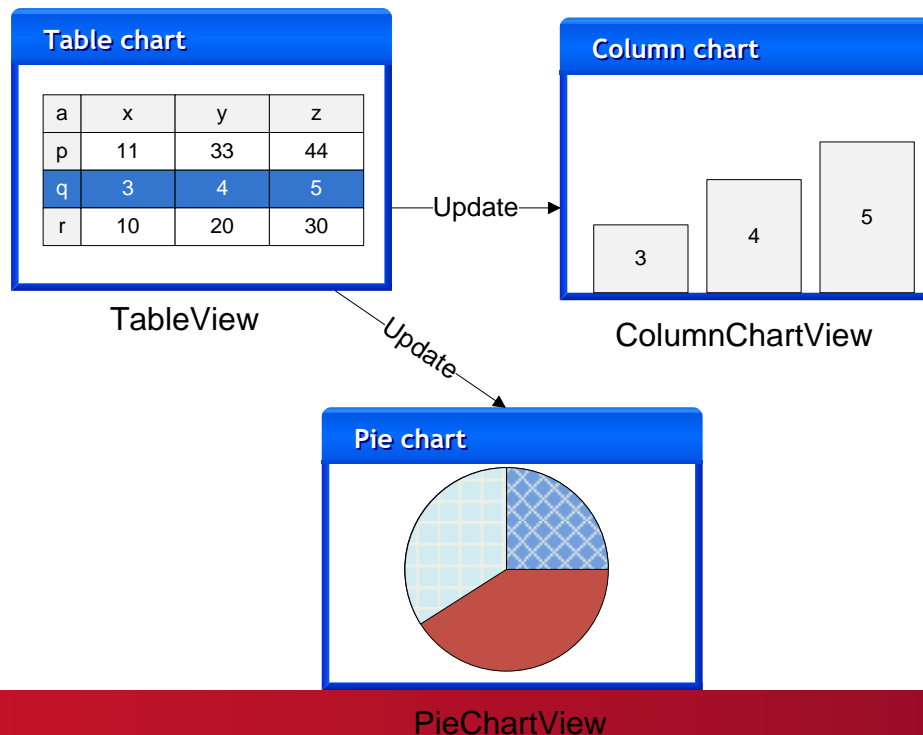 Table chart
a x y z
p 11 33 44
q 3 4 5
r 10 20 30
TableView
Update
Column chart
3 4 5
ColumnChartView
Update
Pie chart
PieChartView